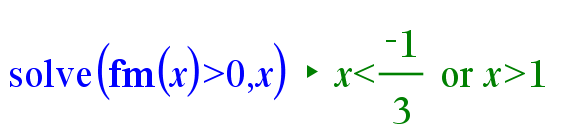 solve(fm(x)>0,x) ▸ x<-1/3 or x>1